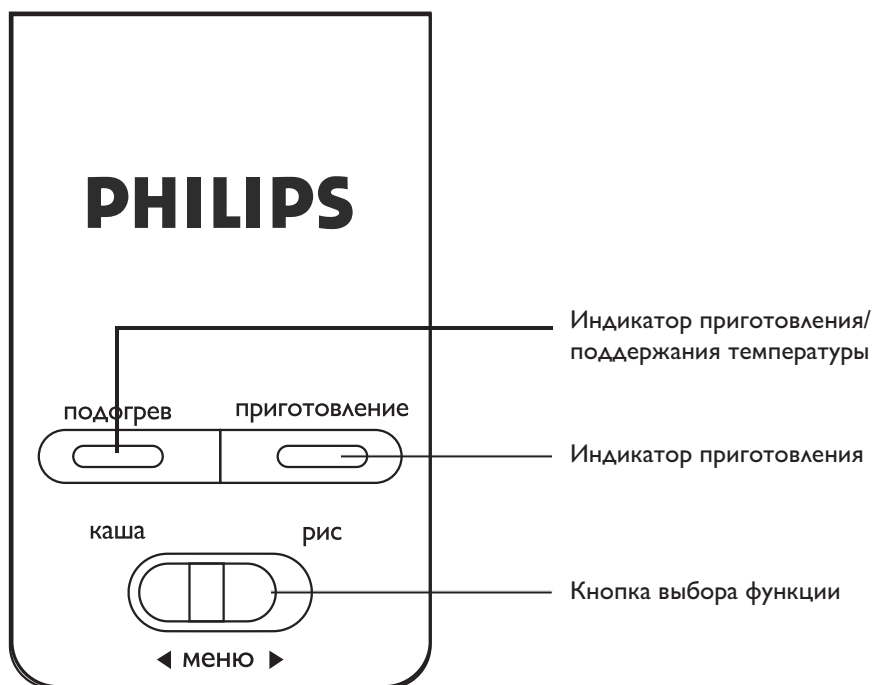 PHILIPS
Индикатор приготовления/
поддержания температуры
подогрев
приготовление
Индикатор приготовления
каша
рис
Кнопка выбора функции
◀ меню ▶